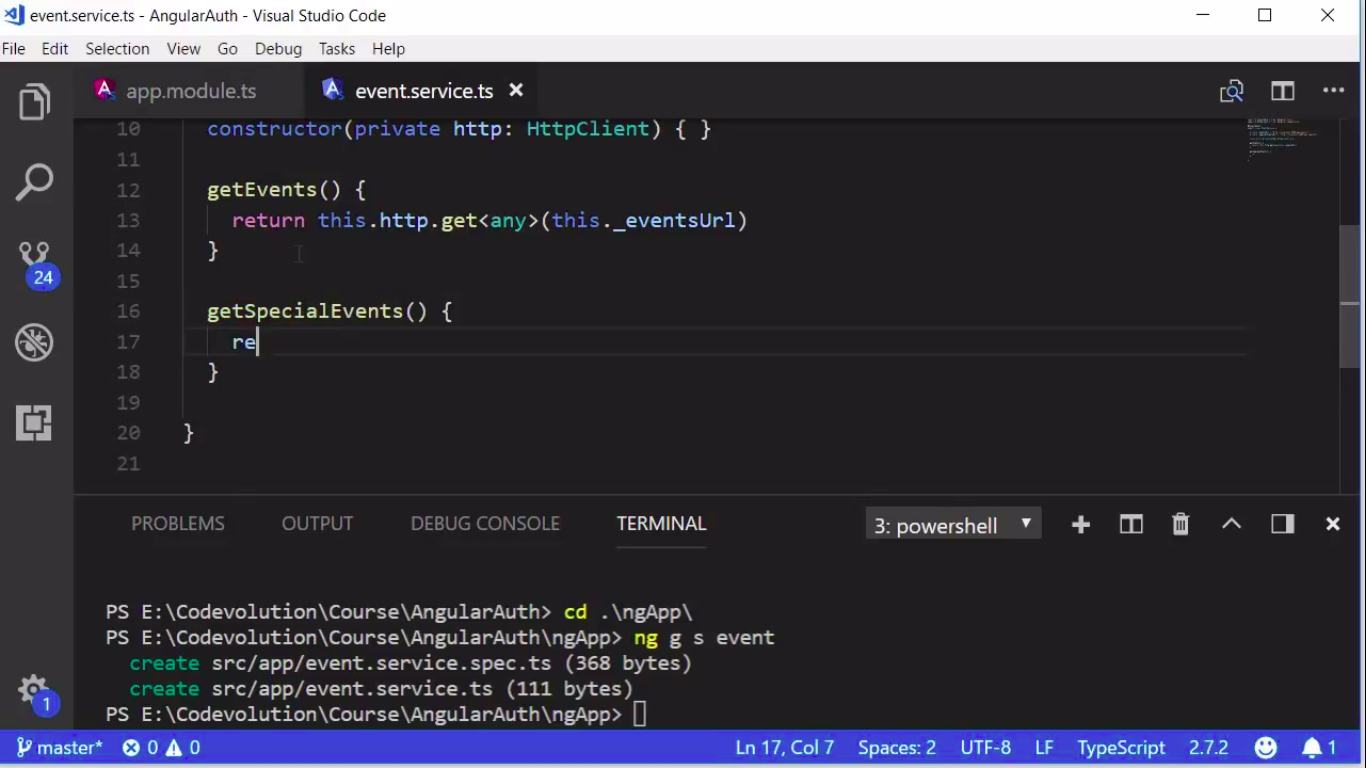 event.service.ts - AngularAuth - Visual Studio Code
File Edit Selection View Go Debug Tasks Help
app.module.ts event.service.ts
10 constructor(private http: HttpClient) { }
11
12 getEvents() {
13 return this.http.get<any>(this._eventsUrl)
14 }
15
16 getSpecialEvents() {
17 re
18 }
19
20 }
21
24
PROBLEMS OUTPUT DEBUG CONSOLE TERMINAL 3: powershell
PS E:\Codevolution\Course\AngularAuth> cd .\ngApp\
PS E:\Codevolution\Course\AngularAuth\ngApp> ng g s event
create src/app/event.service.spec.ts (368 bytes)
create src/app/event.service.ts (111 bytes)
PS E:\Codevolution\Course\AngularAuth\ngApp>
1
master* 0 0 Ln 17, Col 7 Spaces: 2 UTF-8 LF TypeScript 2.7.2 1